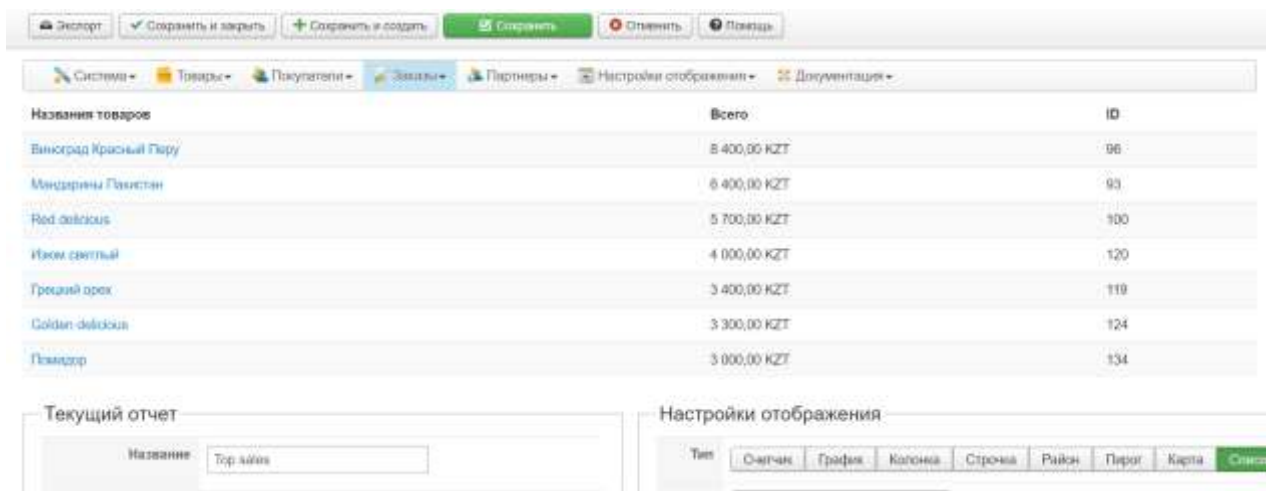 Экспорт Сохранить и закрыть Сохранить и создать Сохранить Отменить Помощь
Система Товары Покупатели Заказы Партнеры Настройки отображения Документация
Названия товаров Всего ID
Виноград Красный Перу 8 400,00 KZT 96
Мандарины Пакистан 6 400,00 KZT 93
Red delicious 5 700,00 KZT 100
Изюм светлый 4 000,00 KZT 120
Грецкий орех 3 400,00 KZT 119
Golden delicious 3 300,00 KZT 124
Помидор 3 000,00 KZT 134
Текущий отчет Настройки отображения
Название Top sales Тип Счетчик График Колонка Строчка Район Пирог Карта Список